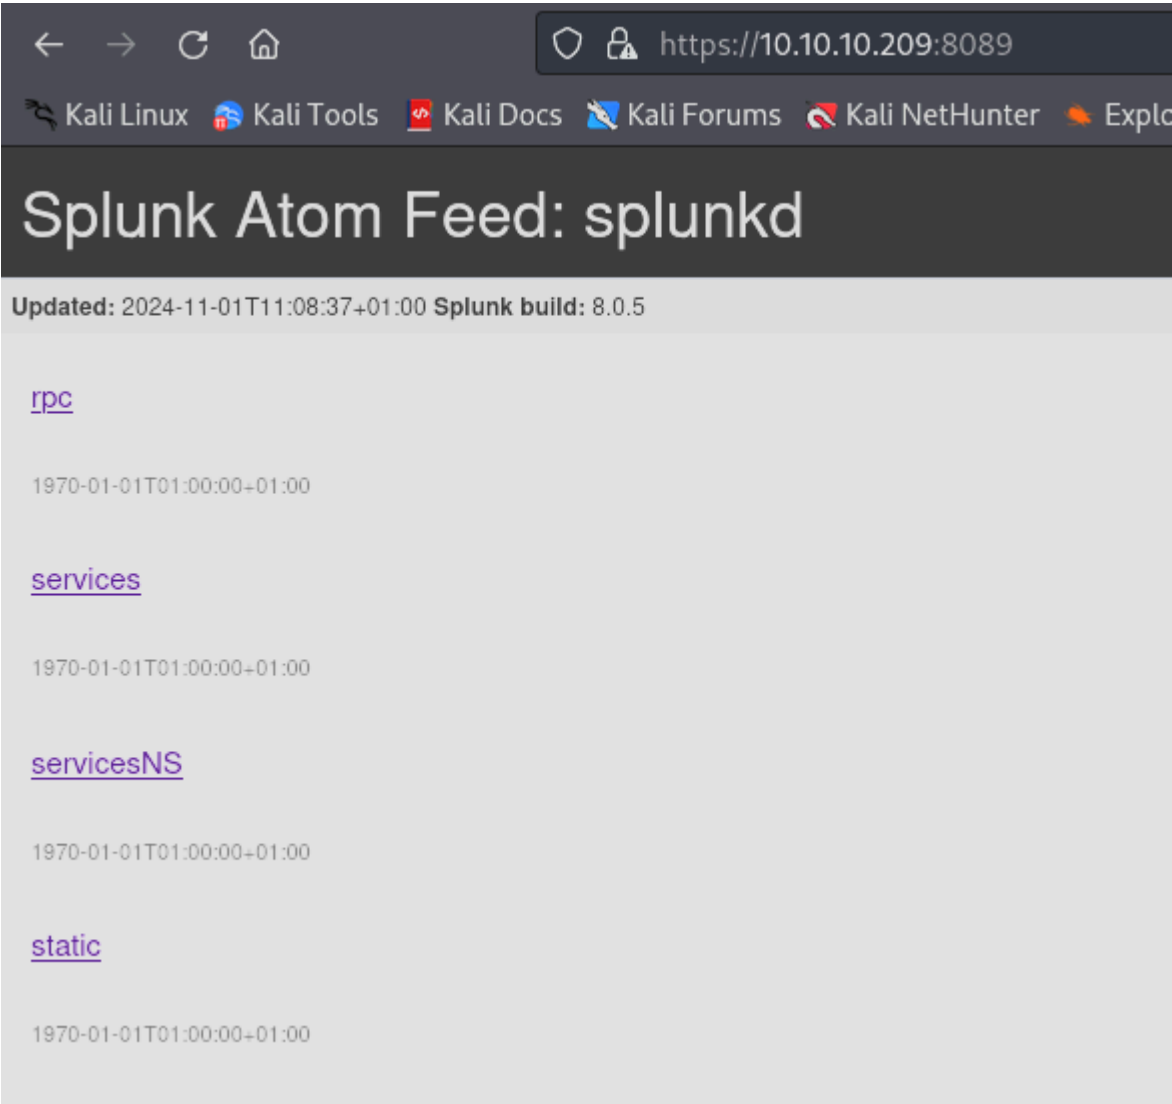 https://10.10.10.209:8089
Kali Linux Kali Tools Kali Docs Kali Forums Kali NetHunter Explo
Splunk Atom Feed: splunkd
Updated: 2024-11-01T11:08:37+01:00 Splunk build: 8.0.5
rpc
1970-01-01T01:00:00+01:00
services
1970-01-01T01:00:00+01:00
servicesNS
1970-01-01T01:00:00+01:00
static
1970-01-01T01:00:00+01:00